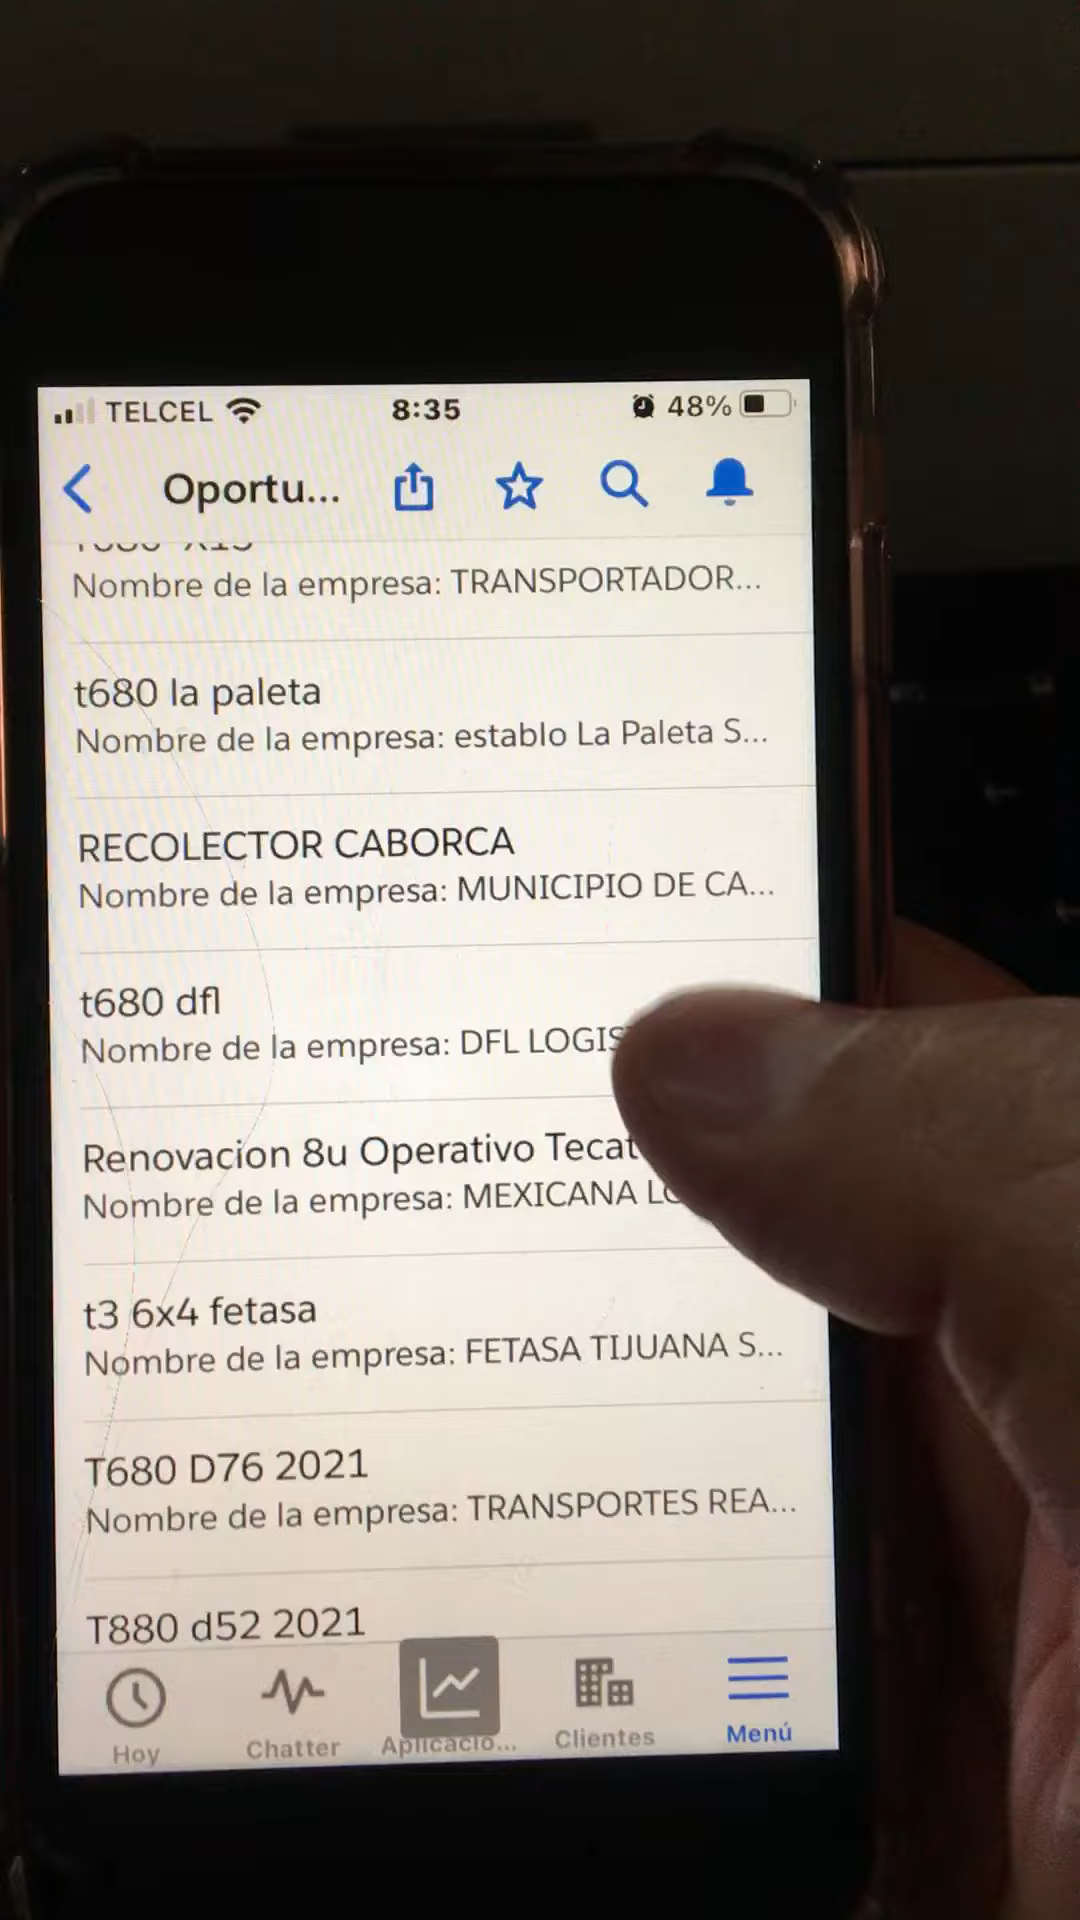 TELCEL 8:35 48%
Oportu...
Nombre de la empresa: TRANSPORTADOR...
t680 la paleta
Nombre de la empresa: establo La Paleta S...
RECOLECTOR CABORCA
Nombre de la empresa: MUNICIPIO DE CA...
t680 dfl
Nombre de la empresa: DFL LOGIS
Renovacion 8u Operativo Tecat
Nombre de la empresa: MEXICANA LO
t3 6x4 fetasa
Nombre de la empresa: FETASA TIJUANA S...
T680 D76 2021
Nombre de la empresa: TRANSPORTES REA...
T880 d52 2021
Hoy Chatter Aplicacio... Clientes Menú